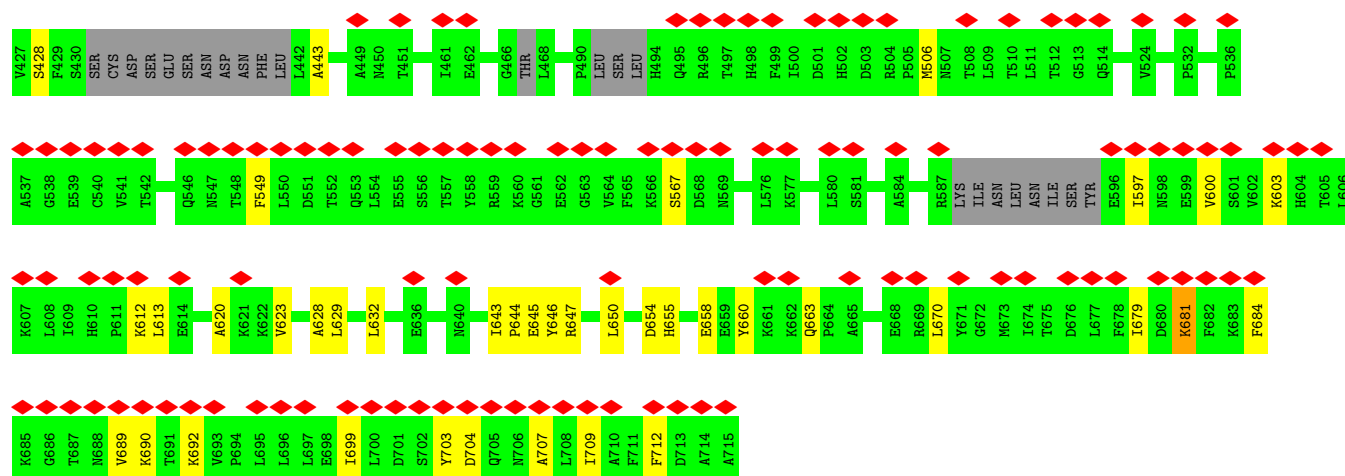 V427 S428 F429 S430 SER CYS ASP SER GLU SER ASN ASP ASN PHE LEU L442 A443 A449 N450 T451 I461 E462 G466 THR L468 P490 LEU SER LEU H494 Q495 R496 T497 H498 F499 I500 D501 H502 D503 R504 P505 M506 N507 T508 L509 T510 L511 T512 G513 Q514 V524 P532 P536
A537 G538 E539 C540 V541 T542 Q546 N547 T548 F549 L550 D551 T552 Q553 L554 E555 S556 T557 Y558 R559 K560 G561 E562 G563 V564 F565 K566 S567 D568 N569 L576 K577 L580 S581 A584 R587 LYS ILE ASN LEU ASN ILE SER TYR E596 I597 N598 E599 V600 S601 V602 K603 H604 T605 L606
K607 L608 I609 H610 P611 K612 L613 E614 A620 K621 K622 V623 A628 L629 L632 E636 N640 I643 P644 E645 Y646 R647 L650 D654 H655 E658 E659 Y660 K661 K662 Q663 P664 A665 E668 R669 L670 Y671 G672 M673 I674 T675 D676 L677 F678 I679 D680 K681 F682 K683 F684
K685 G686 T687 N688 V689 K690 T691 K692 V693 P694 L695 L696 L697 E698 I699 L700 D701 S702 Y703 D704 Q705 N706 A707 L708 I709 A710 F711 F712 D713 A714 A715